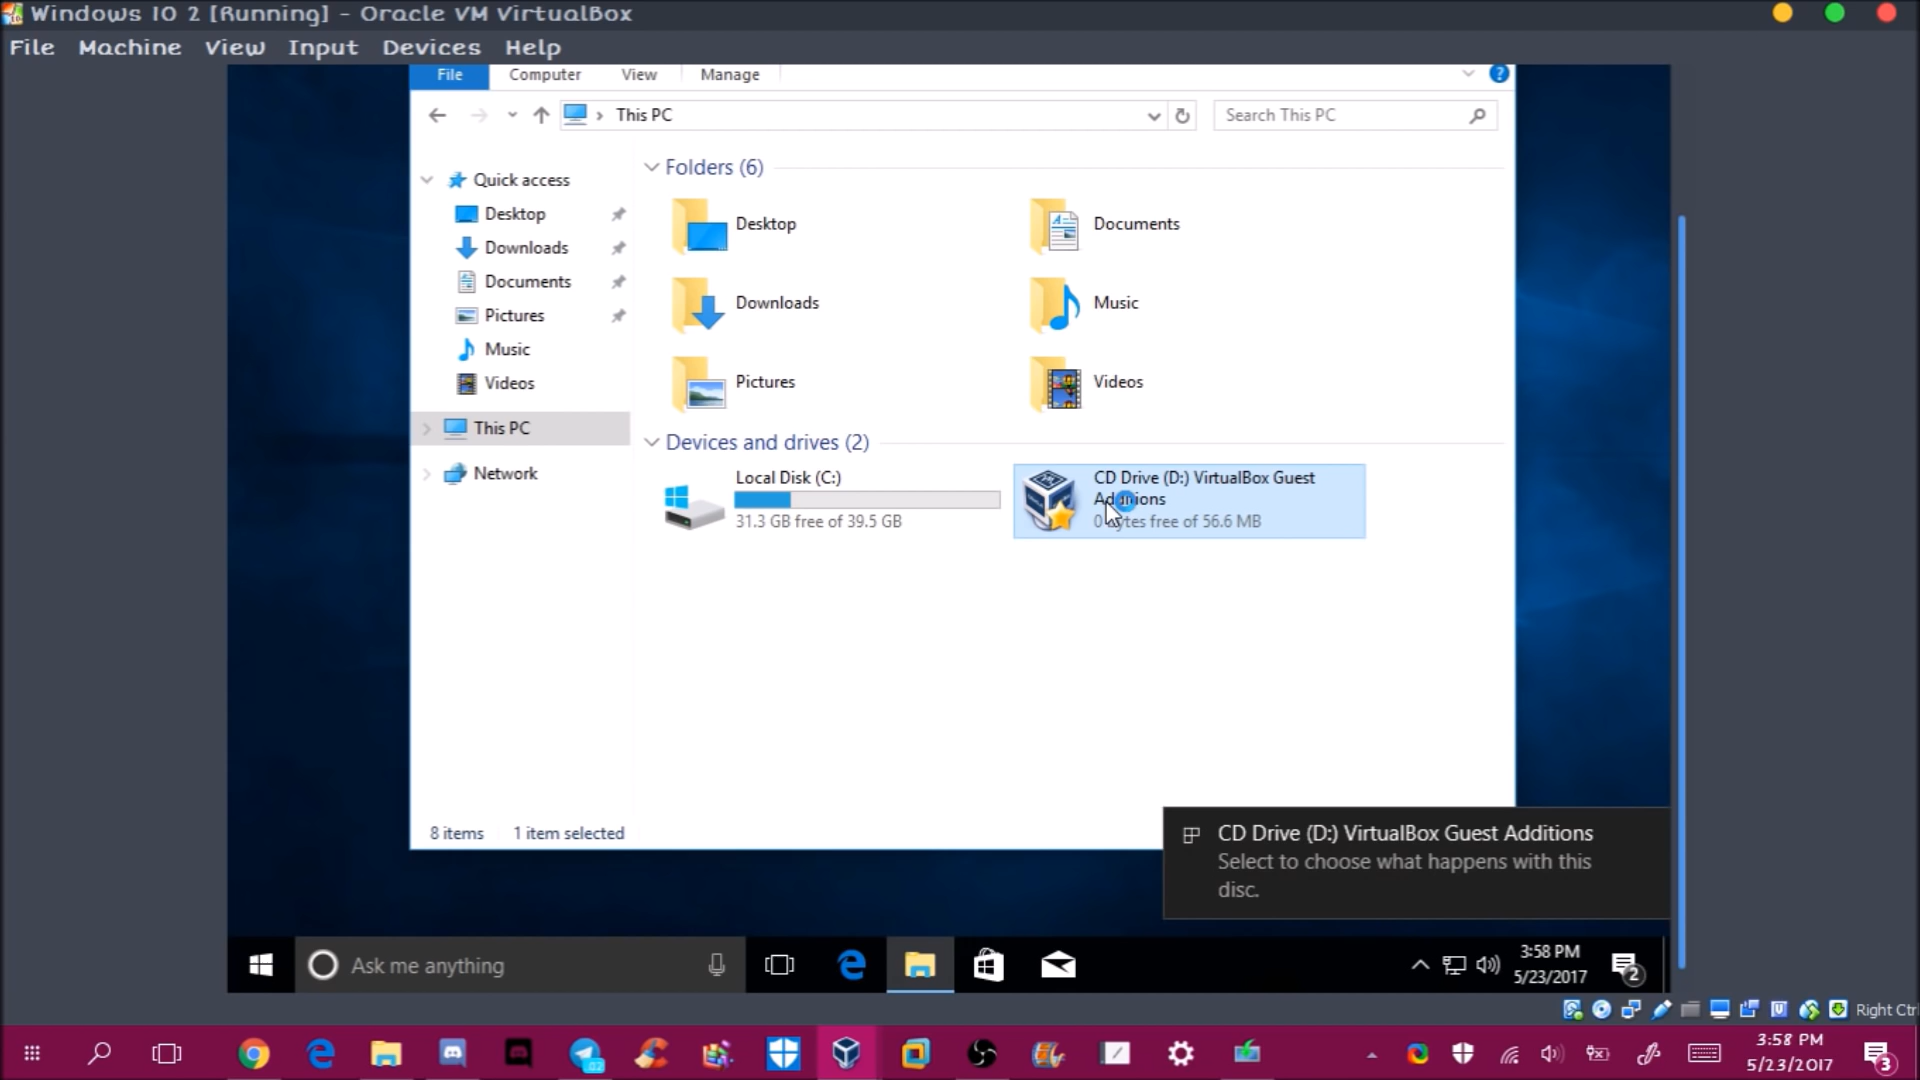 Windows 10 2 [Running] - Oracle VM VirtualBox
File Machine View Input Devices Help
File Computer View Manage
This PC
Search This PC
Quick access
Desktop
Downloads
Documents
Pictures
Music
Videos
This PC
Network
Folders (6)
Desktop
Documents
Downloads
Music
Pictures
Videos
Devices and drives (2)
Local Disk (C:)
31.3 GB free of 39.5 GB
CD Drive (D:) VirtualBox Guest
Additions
0 bytes free of 56.6 MB
8 items 1 item selected
CD Drive (D:) VirtualBox Guest Additions
Select to choose what happens with this
disc.
Ask me anything
3:58 PM
5/23/2017
2
Right Ctrl
3:58 PM
5/23/2017
3